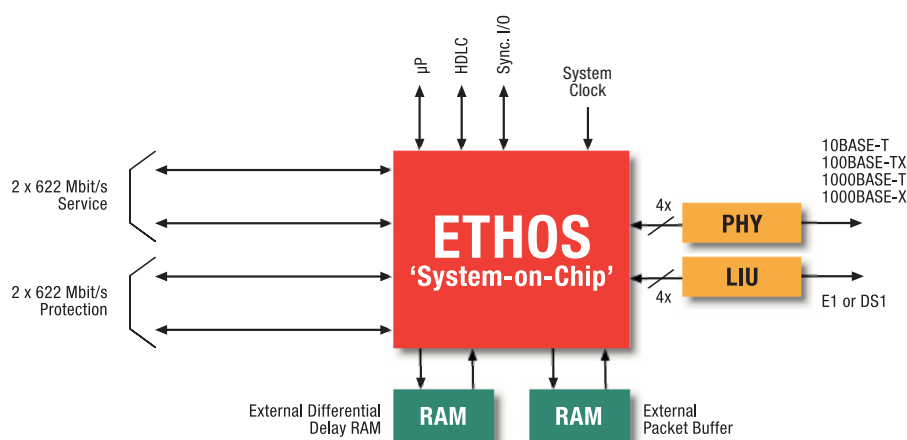 µP
HDLC
Sync. I/O
System
Clock
2 x 622 Mbit/s
Service
2 x 622 Mbit/s
Protection
ETHOS
'System-on-Chip'
4x
PHY
10BASE-T
100BASE-TX
1000BASE-T
1000BASE-X
4x
LIU
E1 or DS1
External Differential
Delay RAM
RAM
RAM
External
Packet Buffer